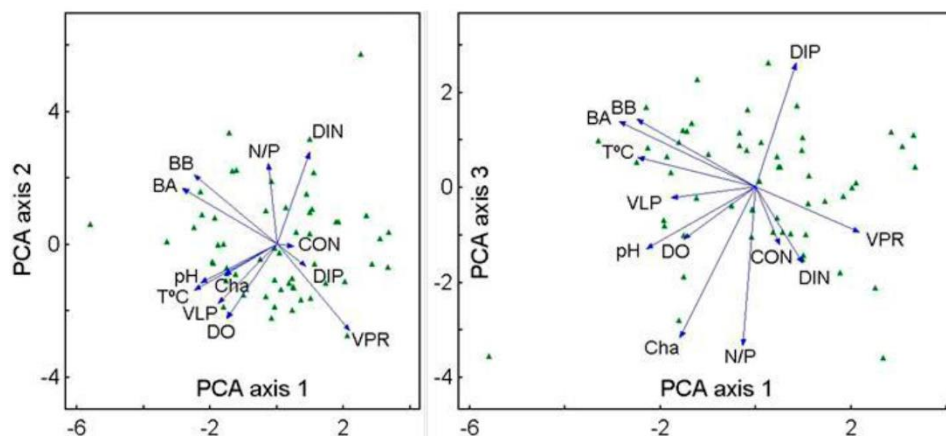 4
0
-4
-6
-2
2
PCA axis 2
PCA axis 1
DIN
N/P
BB
BA
CON
DIP
pH
Cha
TºC
VLP
DO
VPR
2
0
-2
-4
-6
-2
2
PCA axis 3
PCA axis 1
DIP
BB
BA
TºC
VLP
pH
DO
VPR
CON
DIN
Cha
N/P